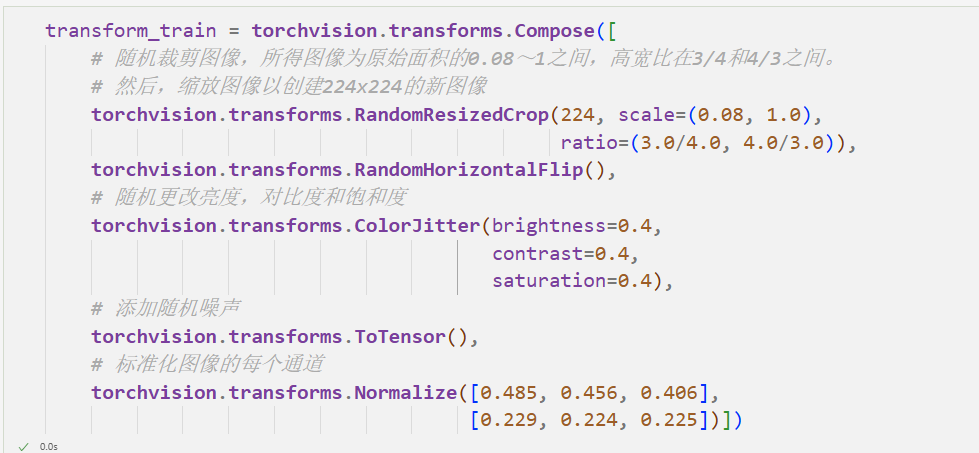 transform_train = torchvision.transforms.Compose([
# 随机裁剪图像，所得图像为原始面积的0.08～1之间，高宽比在3/4和4/3之间。
# 然后，缩放图像以创建224x224的新图像
torchvision.transforms.RandomResizedCrop(224, scale=(0.08, 1.0),
ratio=(3.0/4.0, 4.0/3.0)),
torchvision.transforms.RandomHorizontalFlip(),
# 随机更改亮度，对比度和饱和度
torchvision.transforms.ColorJitter(brightness=0.4,
contrast=0.4,
saturation=0.4),
# 添加随机噪声
torchvision.transforms.ToTensor(),
# 标准化图像的每个通道
torchvision.transforms.Normalize([0.485, 0.456, 0.406],
[0.229, 0.224, 0.225])])
0.0s